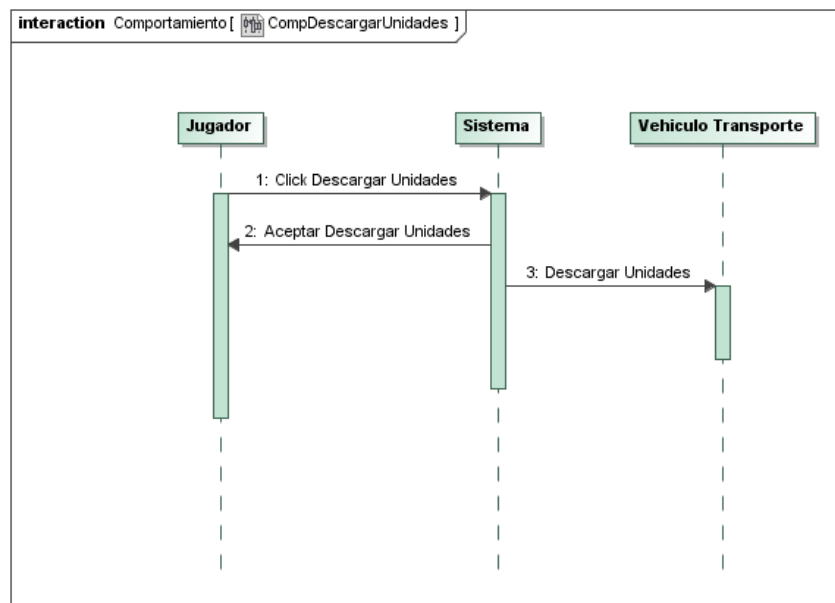 interaction Comportamiento [ CompDescargarUnidades ]
Jugador Sistema Vehiculo Transporte
1: Click Descargar Unidades
2: Aceptar Descargar Unidades
3: Descargar Unidades